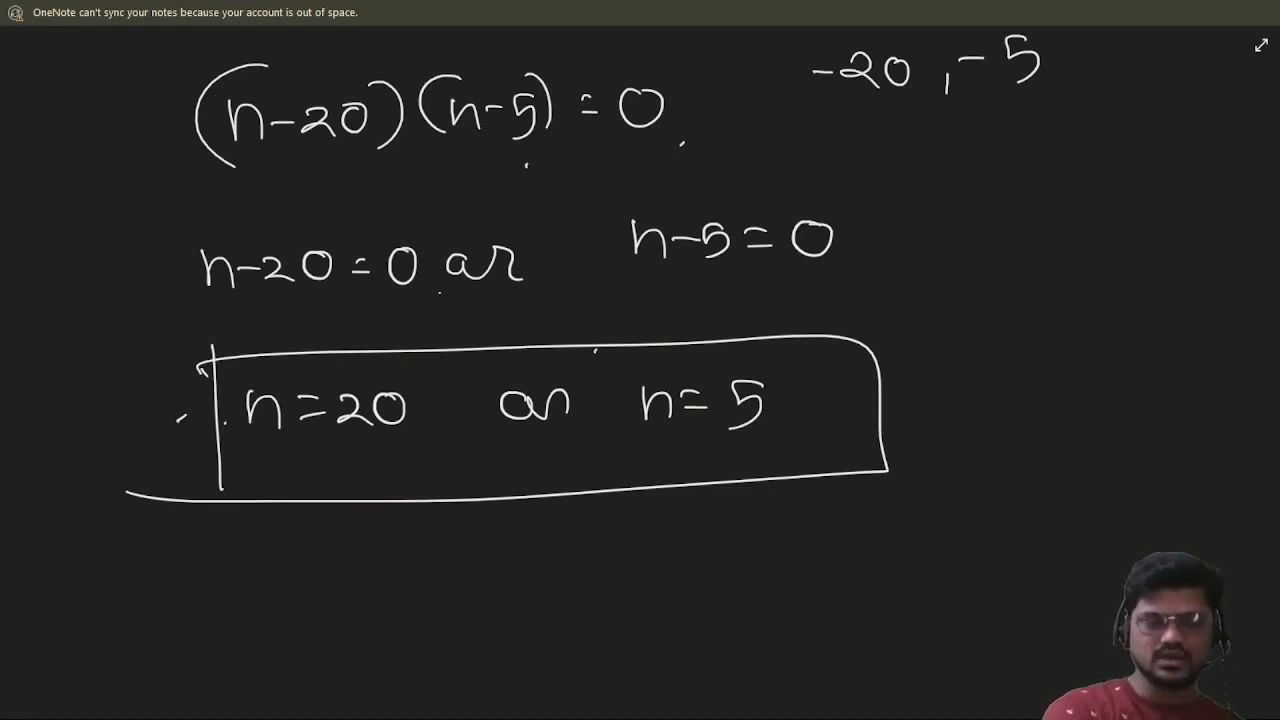 OneNote can't sync your notes because your account is out of space.
(n-20)(n-5) = 0
-20, -5
n-20=0 or n-5=0
n=20 or n=5